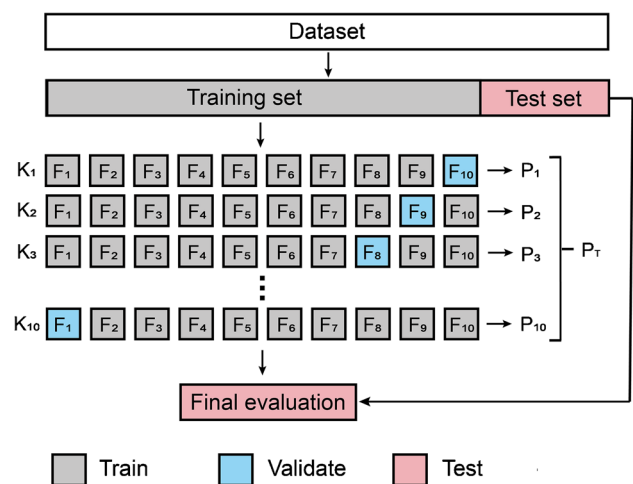 Dataset
Training set Test set
K₁ F₁ F₂ F₃ F₄ F₅ F₆ F₇ F₈ F₉ F₁₀ P₁
K₂ F₁ F₂ F₃ F₄ F₅ F₆ F₇ F₈ F₉ F₁₀ P₂
K₃ F₁ F₂ F₃ F₄ F₅ F₆ F₇ F₈ F₉ F₁₀ P₃ Pₜ
K₁₀ F₁ F₂ F₃ F₄ F₅ F₆ F₇ F₈ F₉ F₁₀ P₁₀
Final evaluation
Train Validate Test